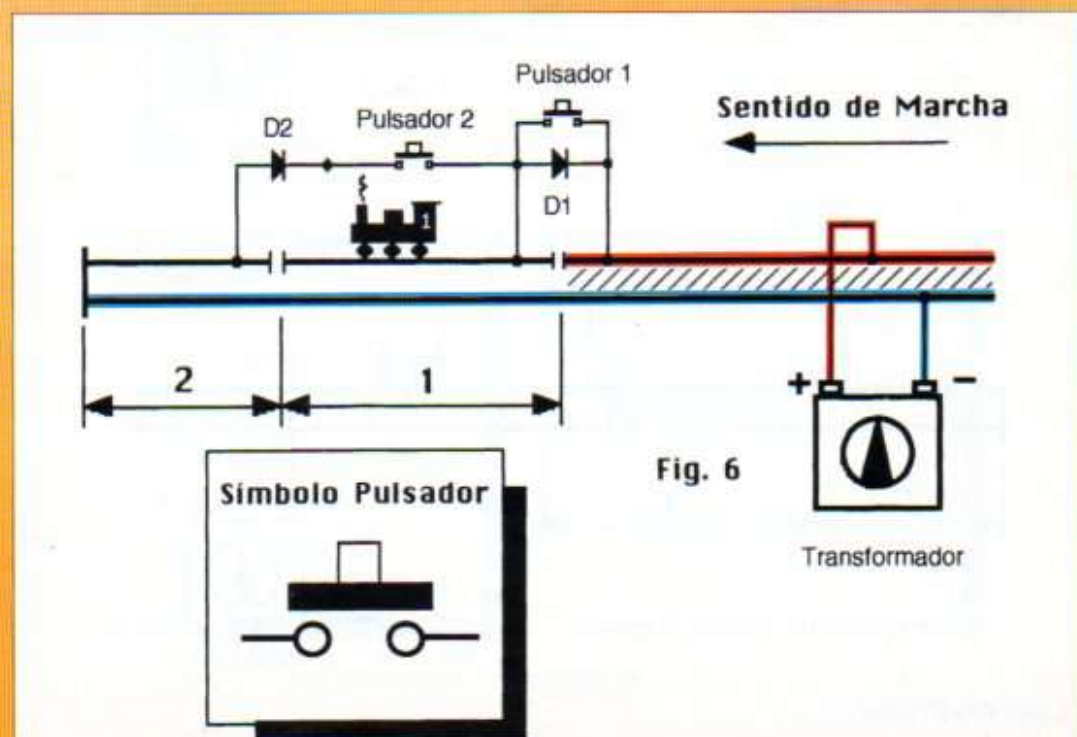 Pulsador 1
Sentido de Marcha
D2
Pulsador 2
D1
1
2
1
+
−
Fig. 6
Símbolo Pulsador
Transformador